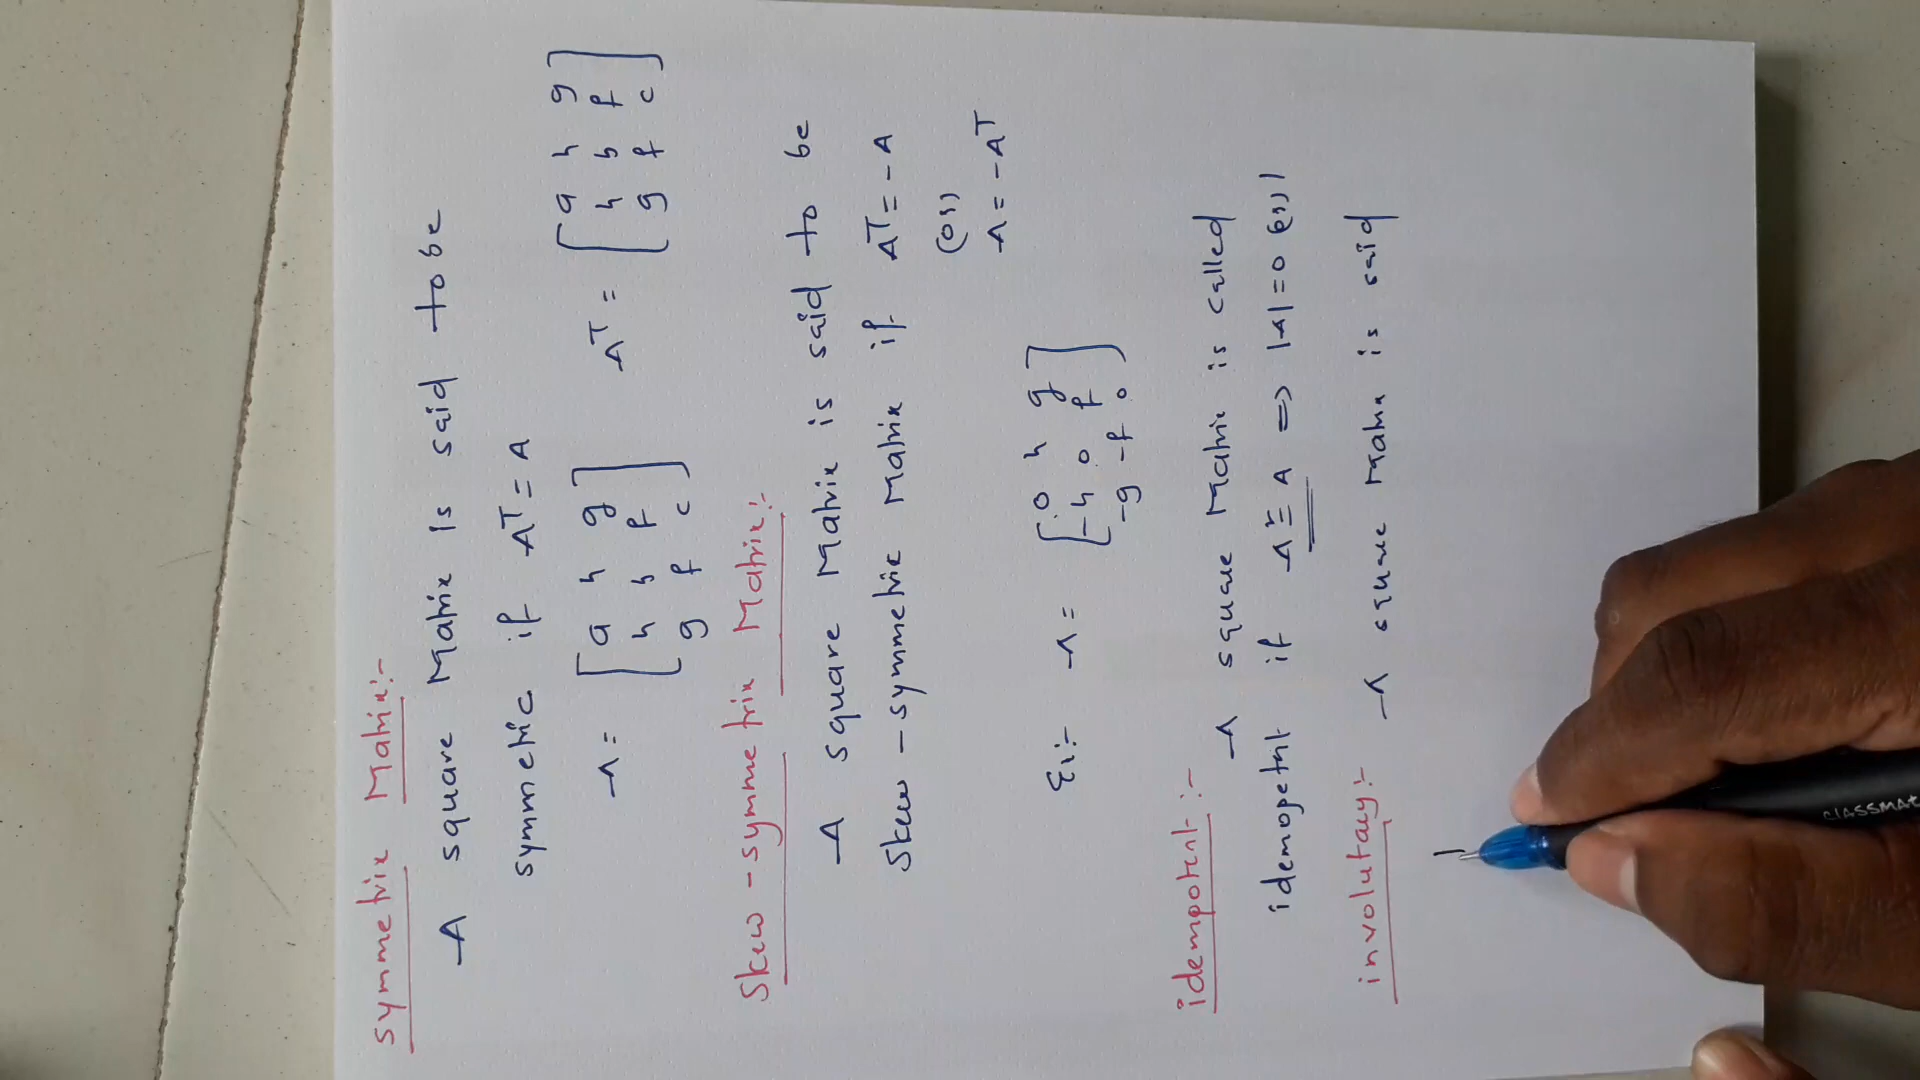 symmetric Matrix:-
A square Matrix is said to be
symmetric if A^T = A
A = [a h g
h b f
g f c]
A^T = [a h g
h b f
g f c]
Skew-symmetric Matrix:-
A square Matrix is said to be
Skew-symmetric Matrix if A^T = -A
(or)
A = -A^T
Ex:- A = [0 h g
-h 0 f
-g -f 0]
idempotent:- A square Matrix is called
idemopetnt if A² = A => |A| = 0 (or) 1
involutary:- A square Matrix is said
CLASSMATE